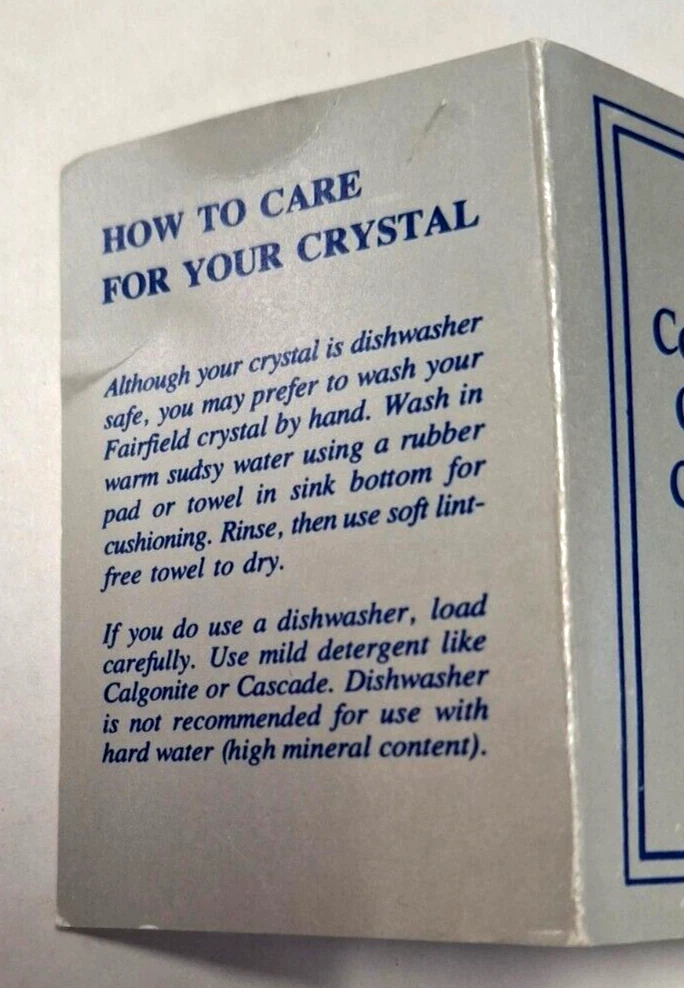 HOW TO CARE
FOR YOUR CRYSTAL
Although your crystal is dishwasher
safe, you may prefer to wash your
Fairfield crystal by hand. Wash in
warm sudsy water using a rubber
pad or towel in sink bottom for
cushioning. Rinse, then use soft lint-
free towel to dry.
If you do use a dishwasher, load
carefully. Use mild detergent like
Calgonite or Cascade. Dishwasher
is not recommended for use with
hard water (high mineral content).